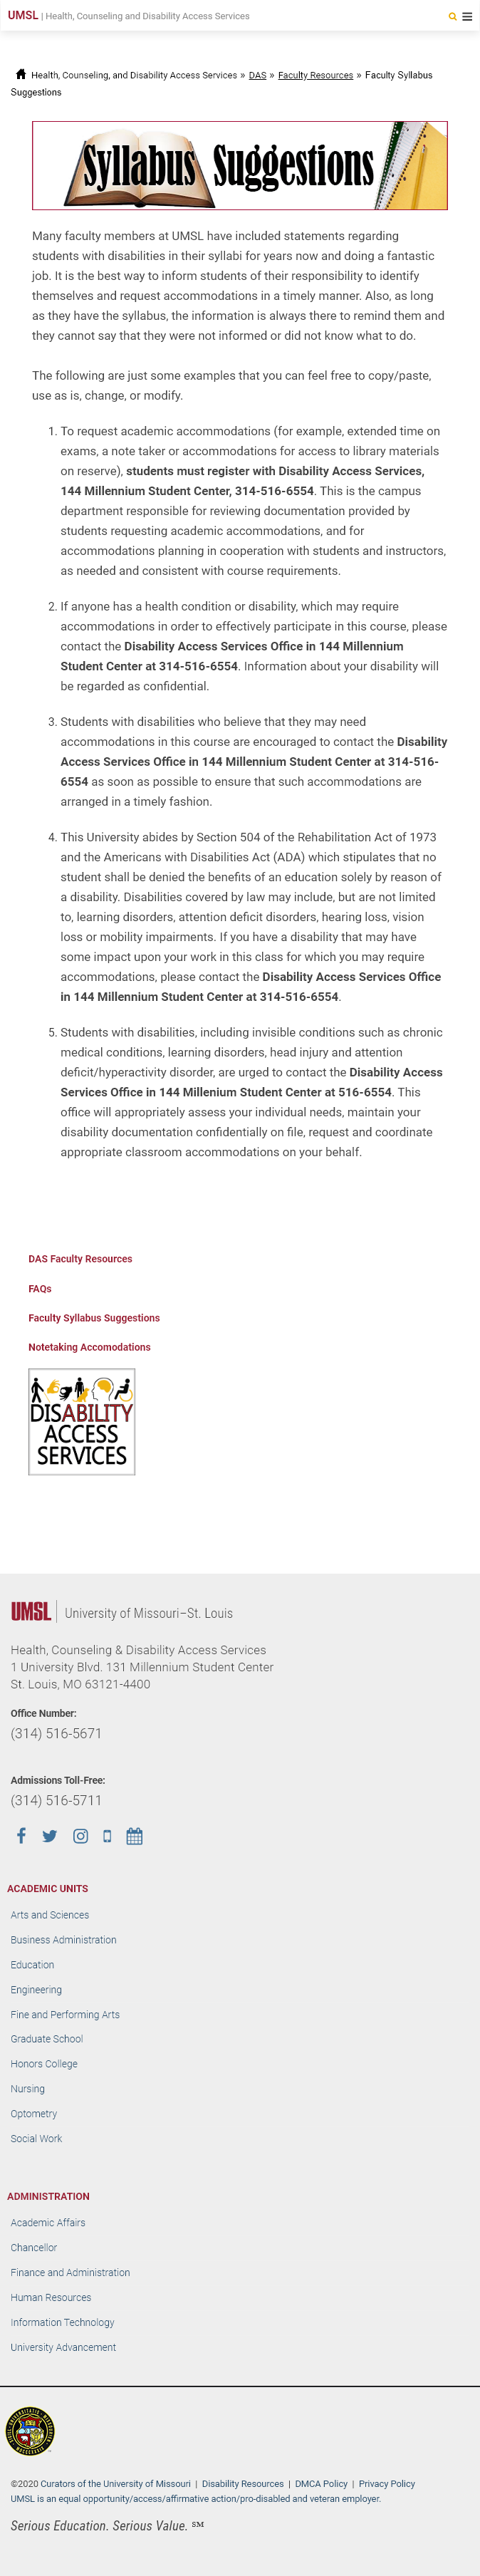 UMSL | Health, Counseling and Disability Access Services
Health, Counseling, and Disability Access Services » DAS » Faculty Resources » Faculty Syllabus
Suggestions
Syllabus Suggestions
Many faculty members at UMSL have included statements regarding
students with disabilities in their syllabi for years now and doing a fantastic
job. It is the best way to inform students of their responsibility to identify
themselves and request accommodations in a timely manner. Also, as long
as they have the syllabus, the information is always there to remind them and
they cannot say that they were not informed or did not know what to do.
The following are just some examples that you can feel free to copy/paste,
use as is, change, or modify.
1. To request academic accommodations (for example, extended time on
exams, a note taker or accommodations for access to library materials
on reserve), students must register with Disability Access Services,
144 Millennium Student Center, 314-516-6554. This is the campus
department responsible for reviewing documentation provided by
students requesting academic accommodations, and for
accommodations planning in cooperation with students and instructors,
as needed and consistent with course requirements.
2. If anyone has a health condition or disability, which may require
accommodations in order to effectively participate in this course, please
contact the Disability Access Services Office in 144 Millennium
Student Center at 314-516-6554. Information about your disability will
be regarded as confidential.
3. Students with disabilities who believe that they may need
accommodations in this course are encouraged to contact the Disability
Access Services Office in 144 Millennium Student Center at 314-516-
6554 as soon as possible to ensure that such accommodations are
arranged in a timely fashion.
4. This University abides by Section 504 of the Rehabilitation Act of 1973
and the Americans with Disabilities Act (ADA) which stipulates that no
student shall be denied the benefits of an education solely by reason of
a disability. Disabilities covered by law may include, but are not limited
to, learning disorders, attention deficit disorders, hearing loss, vision
loss or mobility impairments. If you have a disability that may have
some impact upon your work in this class for which you may require
accommodations, please contact the Disability Access Services Office
in 144 Millennium Student Center at 314-516-6554.
5. Students with disabilities, including invisible conditions such as chronic
medical conditions, learning disorders, head injury and attention
deficit/hyperactivity disorder, are urged to contact the Disability Access
Services Office in 144 Millenium Student Center at 516-6554. This
office will appropriately assess your individual needs, maintain your
disability documentation confidentially on file, request and coordinate
appropriate classroom accommodations on your behalf.
DAS Faculty Resources
FAQs
Faculty Syllabus Suggestions
Notetaking Accomodations
DISABILITY
ACCESS
SERVICES
UMSL | University of Missouri–St. Louis
Health, Counseling & Disability Access Services
1 University Blvd. 131 Millennium Student Center
St. Louis, MO 63121-4400
Office Number:
(314) 516-5671
Admissions Toll-Free:
(314) 516-5711
ACADEMIC UNITS
Arts and Sciences
Business Administration
Education
Engineering
Fine and Performing Arts
Graduate School
Honors College
Nursing
Optometry
Social Work
ADMINISTRATION
Academic Affairs
Chancellor
Finance and Administration
Human Resources
Information Technology
University Advancement
©2020 Curators of the University of Missouri | Disability Resources | DMCA Policy | Privacy Policy
UMSL is an equal opportunity/access/affirmative action/pro-disabled and veteran employer.
Serious Education. Serious Value. ℠